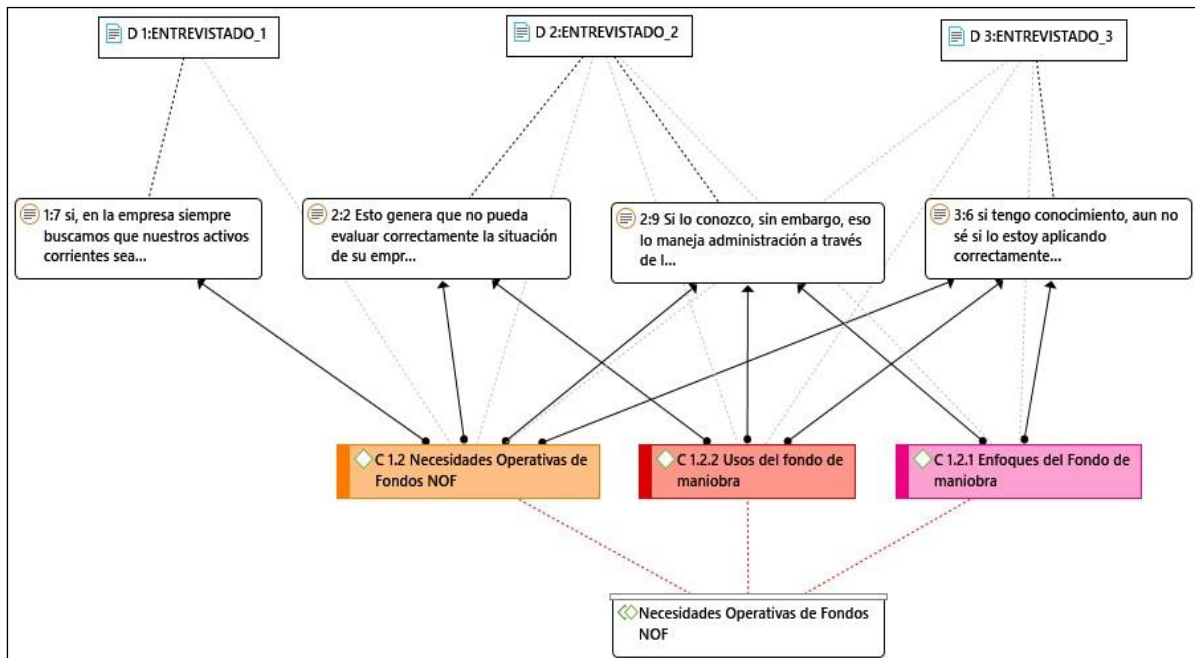 D 1:ENTREVISTADO_1
D 2:ENTREVISTADO_2
D 3:ENTREVISTADO_3
1:7 si, en la empresa siempre
buscamos que nuestros activos
corrientes sea...
2:2 Esto genera que no pueda
evaluar correctamente la situación
de su empr...
2:9 Si lo conozco, sin embargo, eso
lo maneja administración a través
de l...
3:6 si tengo conocimiento, aun no
sé si lo estoy aplicando
correctamente...
C 1.2 Necesidades Operativas de
Fondos NOF
C 1.2.2 Usos del fondo de
maniobra
C 1.2.1 Enfoques del Fondo de
maniobra
Necesidades Operativas de Fondos
NOF